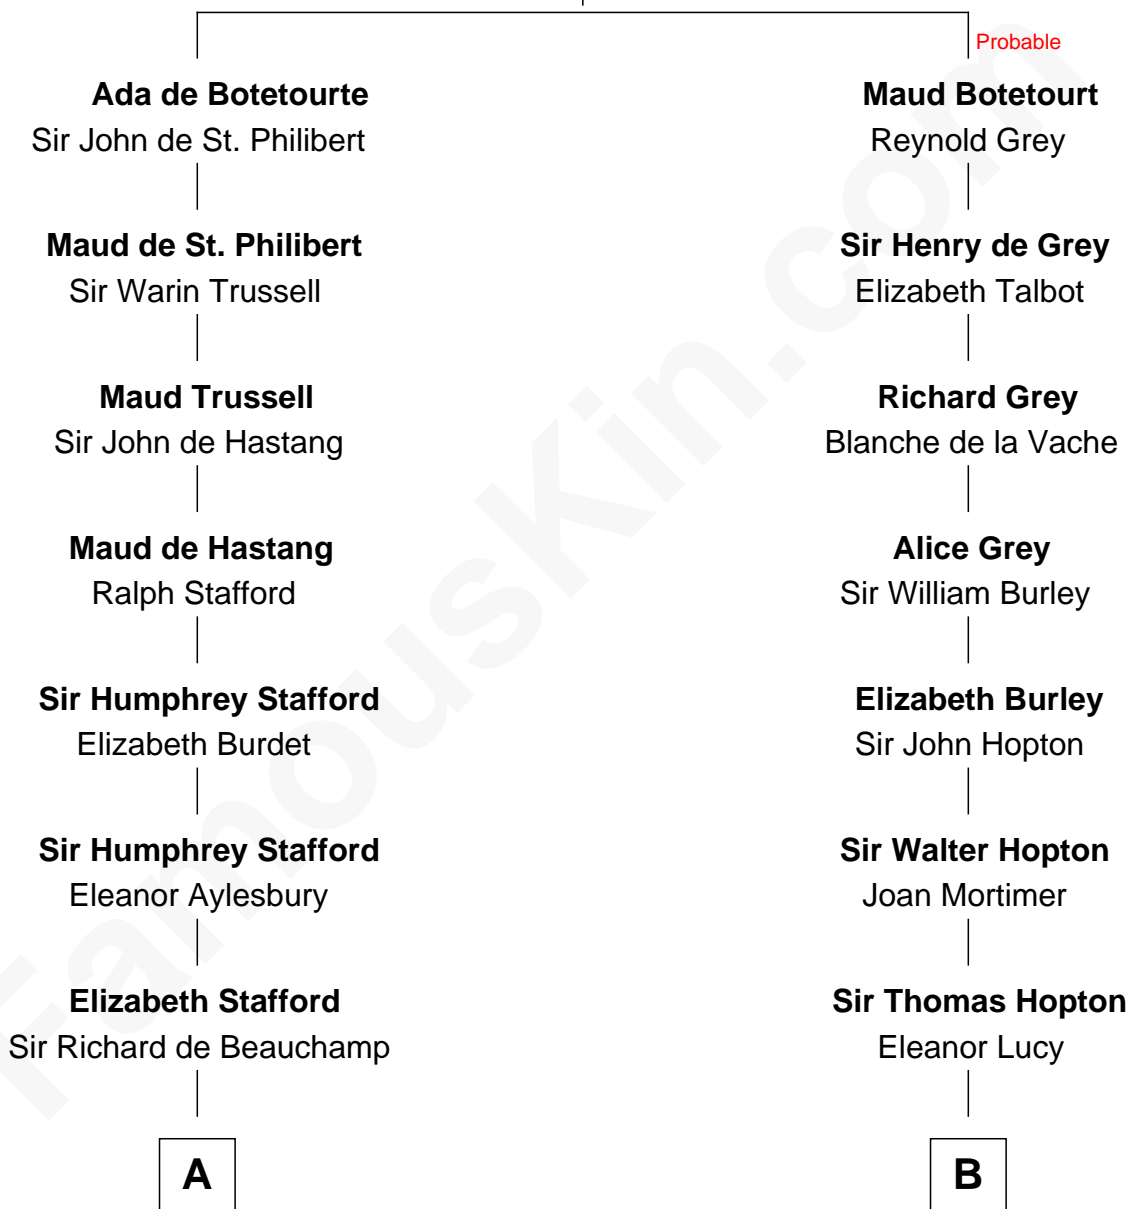 Probable
Ada de Botetourte
Sir John de St. Philibert
Maud Botetourt
Reynold Grey
Maud de St. Philibert
Sir Warin Trussell
Sir Henry de Grey
Elizabeth Talbot
Maud Trussell
Sir John de Hastang
Richard Grey
Blanche de la Vache
Maud de Hastang
Ralph Stafford
Alice Grey
Sir William Burley
Sir Humphrey Stafford
Elizabeth Burdet
Elizabeth Burley
Sir John Hopton
Sir Humphrey Stafford
Eleanor Aylesbury
Sir Walter Hopton
Joan Mortimer
Elizabeth Stafford
Sir Richard de Beauchamp
Sir Thomas Hopton
Eleanor Lucy
A
B
FamousKin.com